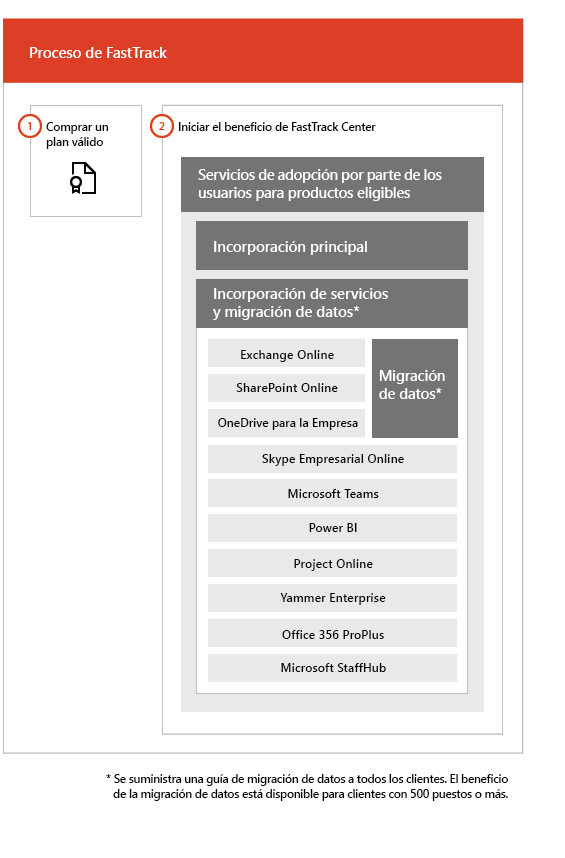 Proceso de FastTrack
1
Comprar un
plan válido
2
Iniciar el beneficio de FastTrack Center
Servicios de adopción por parte de los
usuarios para productos eligibles
Incorporación principal
Incorporación de servicios
y migración de datos*
Exchange Online
SharePoint Online
OneDrive para la Empresa
Migración
de datos*
Skype Empresarial Online
Microsoft Teams
Power BI
Project Online
Yammer Enterprise
Office 356 ProPlus
Microsoft StaffHub
* Se suministra una guía de migración de datos a todos los clientes. El beneficio
de la migración de datos está disponible para clientes con 500 puestos o más.